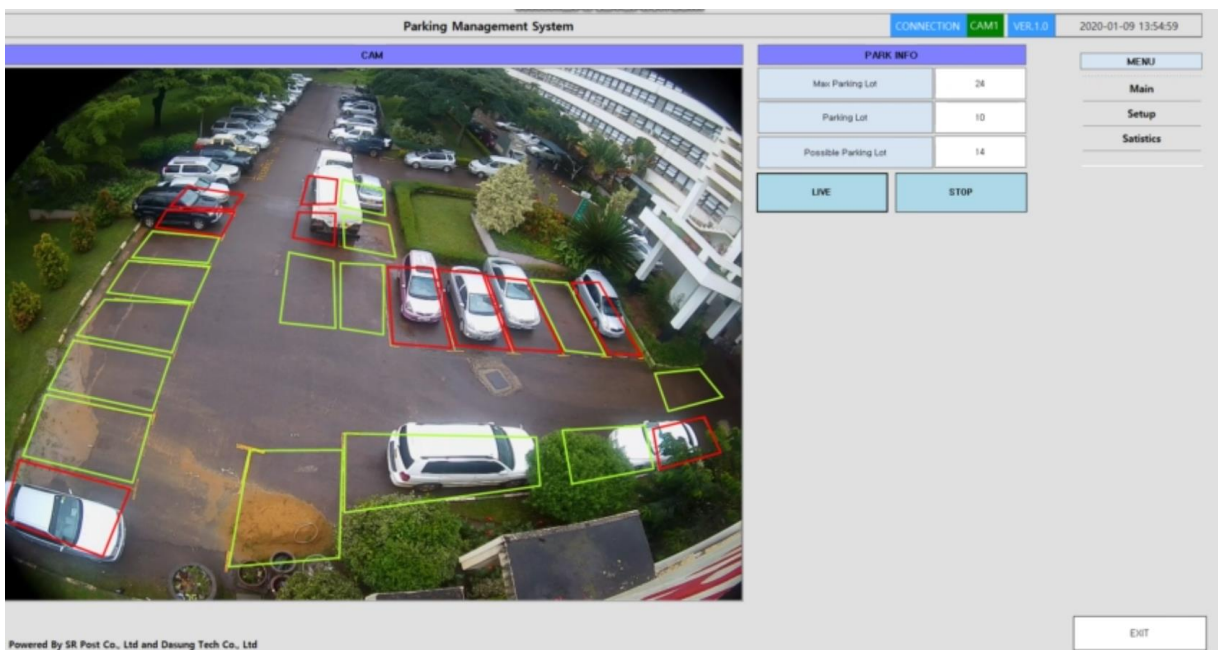 Parking Management System
CONNECTION CAM1 VER.1.0 2020-01-09 13:54:59
CAM
PARK INFO
MENU
Max Parking Lot 24
Main
Parking Lot 10
Setup
Possible Parking Lot 14
Satistics
LIVE STOP
EXIT
Powered By SR Post Co., Ltd and Dasung Tech Co., Ltd